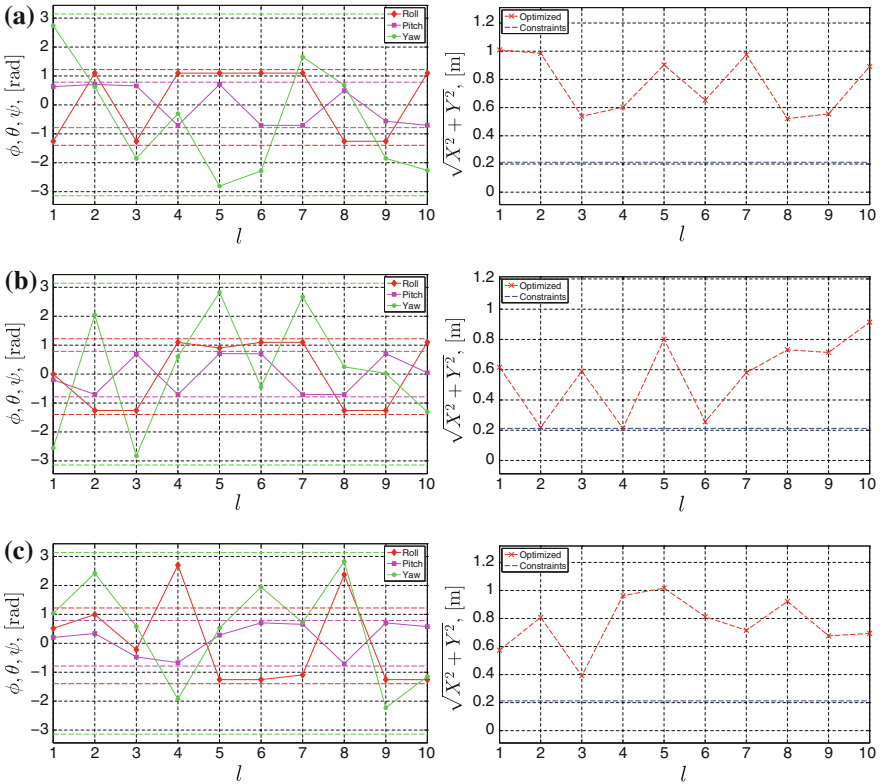 (a)
ϕ, θ, ψ, [rad]
3
2
1
0
−1
−2
−3
Roll
Pitch
Yaw
1 2 3 4 5 6 7 8 9 10
l
√X² + Y², [m]
1.2
1
0.8
0.6
0.4
0.2
0
Optimized
Constraints
1 2 3 4 5 6 7 8 9 10
l
(b)
ϕ, θ, ψ, [rad]
3
2
1
0
−1
−2
−3
Roll
Pitch
Yaw
1 2 3 4 5 6 7 8 9 10
l
√X² + Y², [m]
1.2
1
0.8
0.6
0.4
0.2
0
Optimized
Constraints
1 2 3 4 5 6 7 8 9 10
l
(c)
ϕ, θ, ψ, [rad]
3
2
1
0
−1
−2
−3
Roll
Pitch
Yaw
1 2 3 4 5 6 7 8 9 10
l
√X² + Y², [m]
1.2
1
0.8
0.6
0.4
0.2
0
Optimized
Constraints
1 2 3 4 5 6 7 8 9 10
l